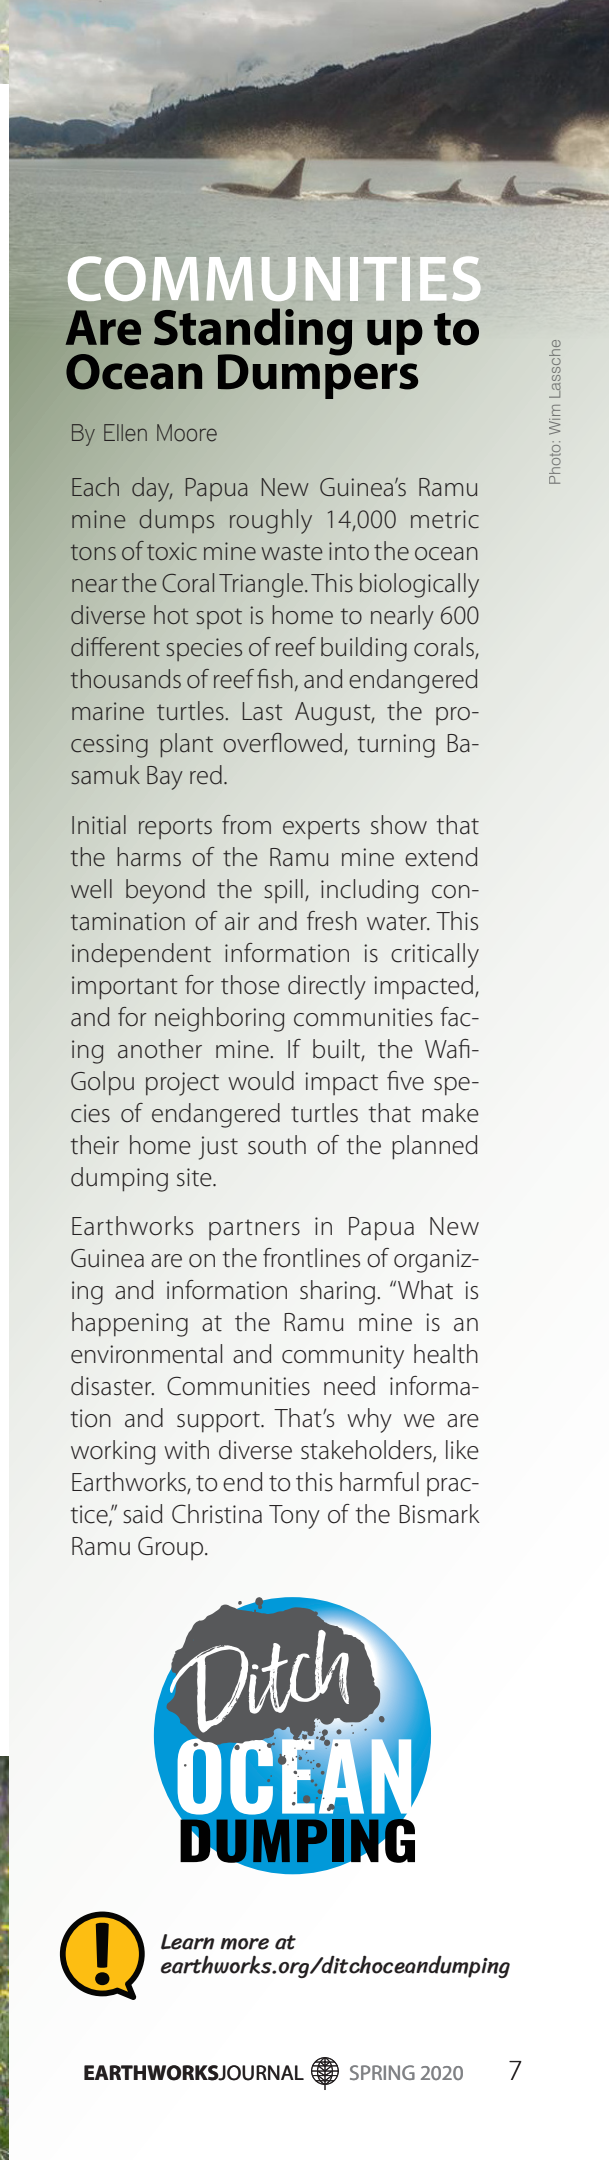 COMMUNITIES
Are Standing up to
Ocean Dumpers
Photo: Wim Lassche
By Ellen Moore
Each day, Papua New Guinea’s Ramu
mine dumps roughly 14,000 metric
tons of toxic mine waste into the ocean
near the Coral Triangle. This biologically
diverse hot spot is home to nearly 600
different species of reef building corals,
thousands of reef fish, and endangered
marine turtles. Last August, the pro-
cessing plant overflowed, turning Ba-
samuk Bay red.
Initial reports from experts show that
the harms of the Ramu mine extend
well beyond the spill, including con-
tamination of air and fresh water. This
independent information is critically
important for those directly impacted,
and for neighboring communities fac-
ing another mine. If built, the Wafi-
Golpu project would impact five spe-
cies of endangered turtles that make
their home just south of the planned
dumping site.
Earthworks partners in Papua New
Guinea are on the frontlines of organiz-
ing and information sharing. “What is
happening at the Ramu mine is an
environmental and community health
disaster. Communities need informa-
tion and support. That’s why we are
working with diverse stakeholders, like
Earthworks, to end to this harmful prac-
tice,” said Christina Tony of the Bismark
Ramu Group.
Ditch
OCEAN
DUMPING
!
Learn more at
earthworks.org/ditchoceandumping
EARTHWORKSJOURNAL SPRING 2020 7